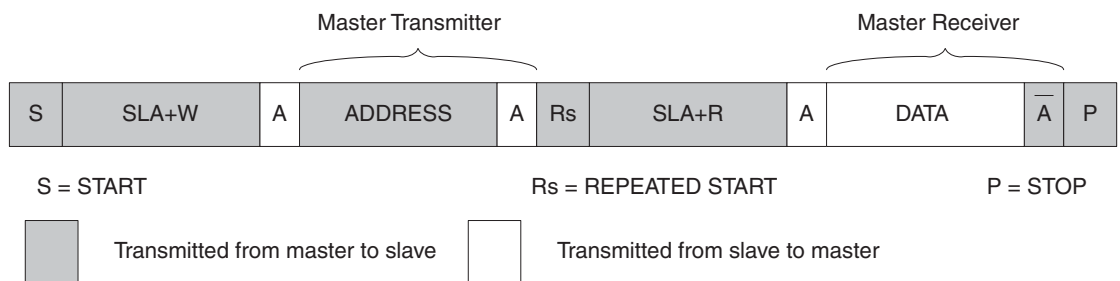 Master Transmitter Master Receiver
S SLA+W A ADDRESS A Rs SLA+R A DATA A̅ P
S = START Rs = REPEATED START P = STOP
Transmitted from master to slave Transmitted from slave to master